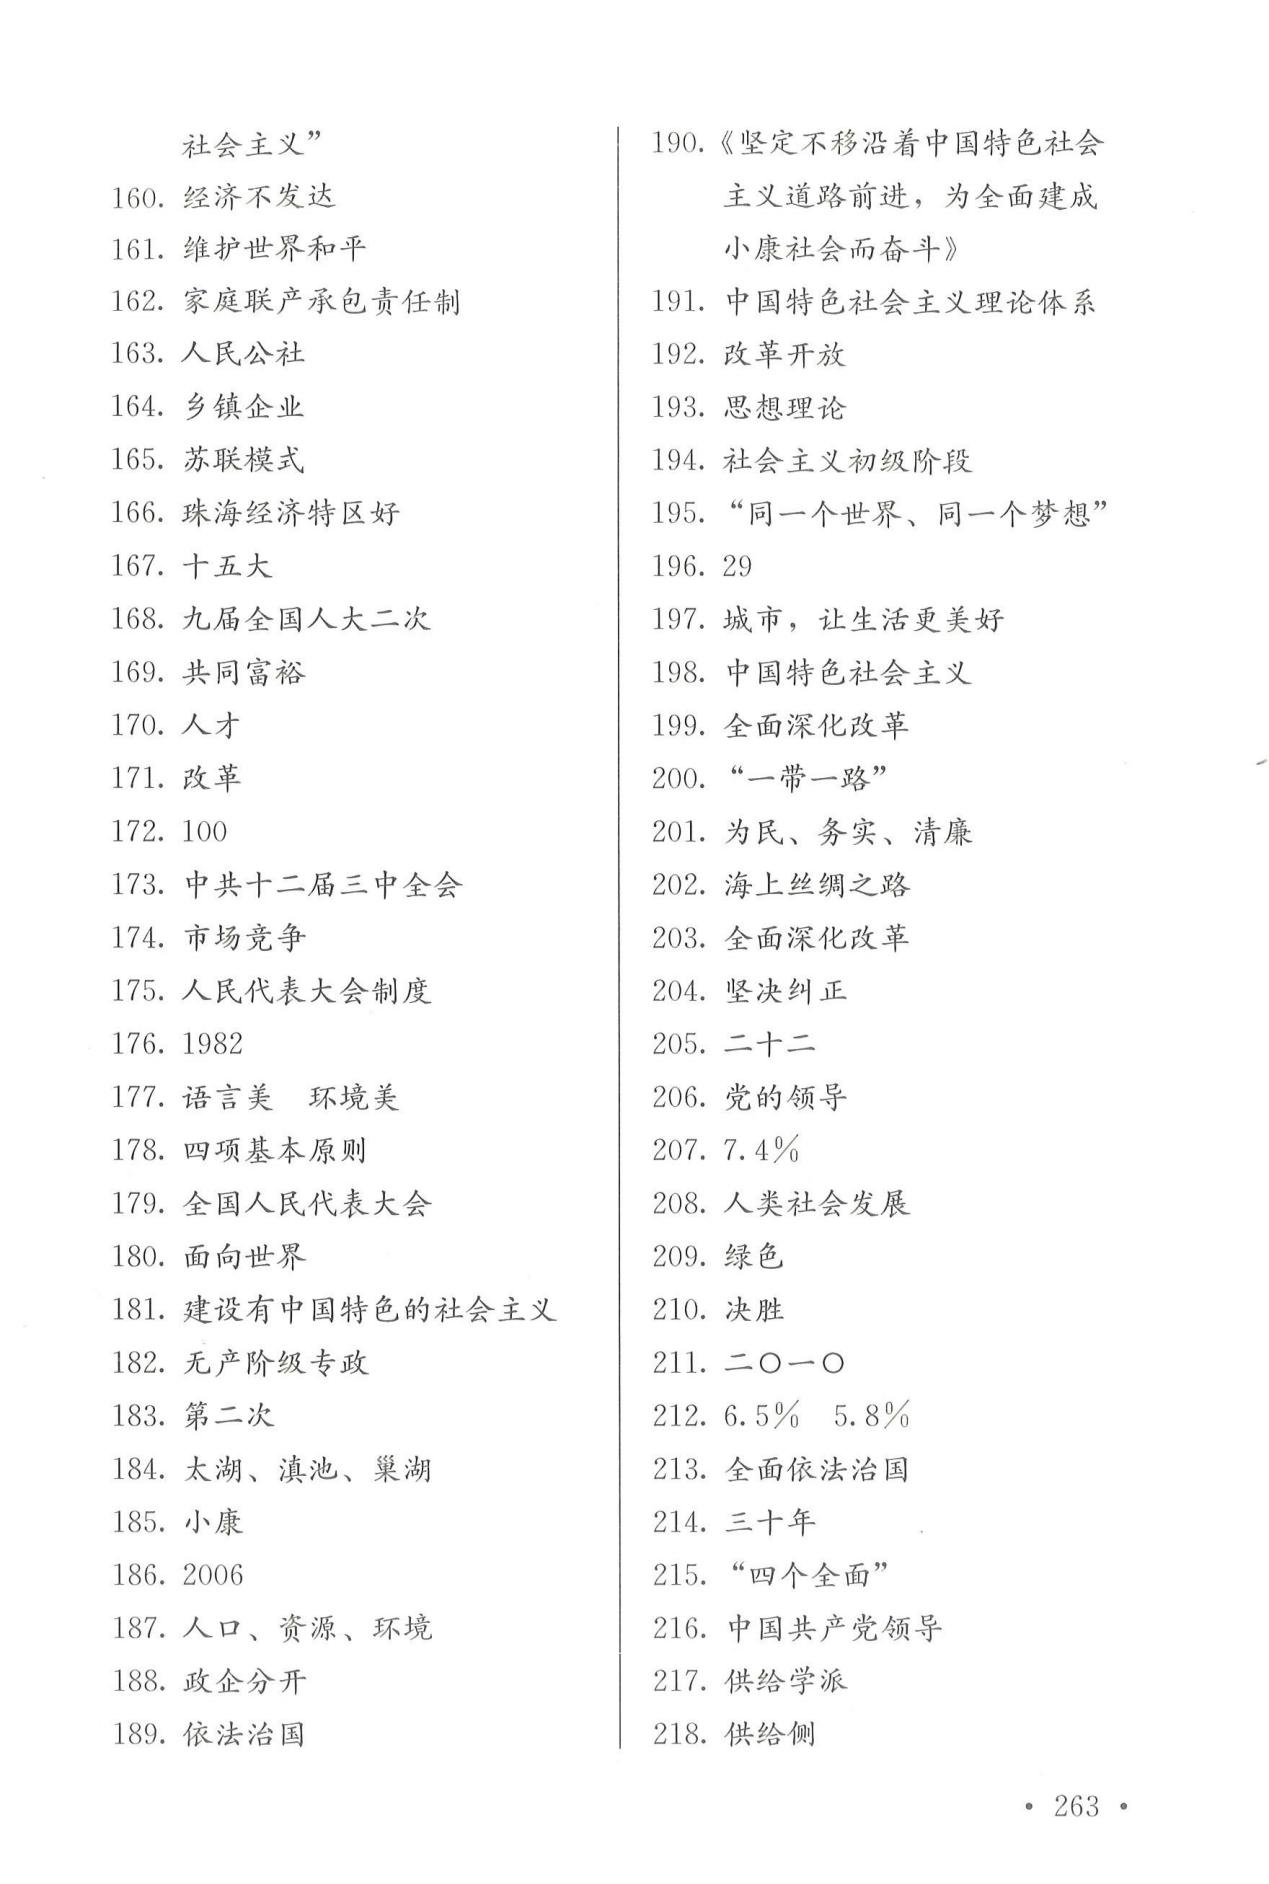 社会主义”
160. 经济不发达
161. 维护世界和平
162. 家庭联产承包责任制
163. 人民公社
164. 乡镇企业
165. 苏联模式
166. 珠海经济特区好
167. 十五大
168. 九届全国人大二次
169. 共同富裕
170. 人才
171. 改革
172. 100
173. 中共十二届三中全会
174. 市场竞争
175. 人民代表大会制度
176. 1982
177. 语言美　环境美
178. 四项基本原则
179. 全国人民代表大会
180. 面向世界
181. 建设有中国特色的社会主义
182. 无产阶级专政
183. 第二次
184. 太湖、滇池、巢湖
185. 小康
186. 2006
187. 人口、资源、环境
188. 政企分开
189. 依法治国
190.《坚定不移沿着中国特色社会
主义道路前进，为全面建成
小康社会而奋斗》
191. 中国特色社会主义理论体系
192. 改革开放
193. 思想理论
194. 社会主义初级阶段
195. “同一个世界、同一个梦想”
196. 29
197. 城市，让生活更美好
198. 中国特色社会主义
199. 全面深化改革
200. “一带一路”
201. 为民、务实、清廉
202. 海上丝绸之路
203. 全面深化改革
204. 坚决纠正
205. 二十二
206. 党的领导
207. 7.4%
208. 人类社会发展
209. 绿色
210. 决胜
211. 二〇一〇
212. 6.5%　5.8%
213. 全面依法治国
214. 三十年
215. “四个全面”
216. 中国共产党领导
217. 供给学派
218. 供给侧
• 263 •